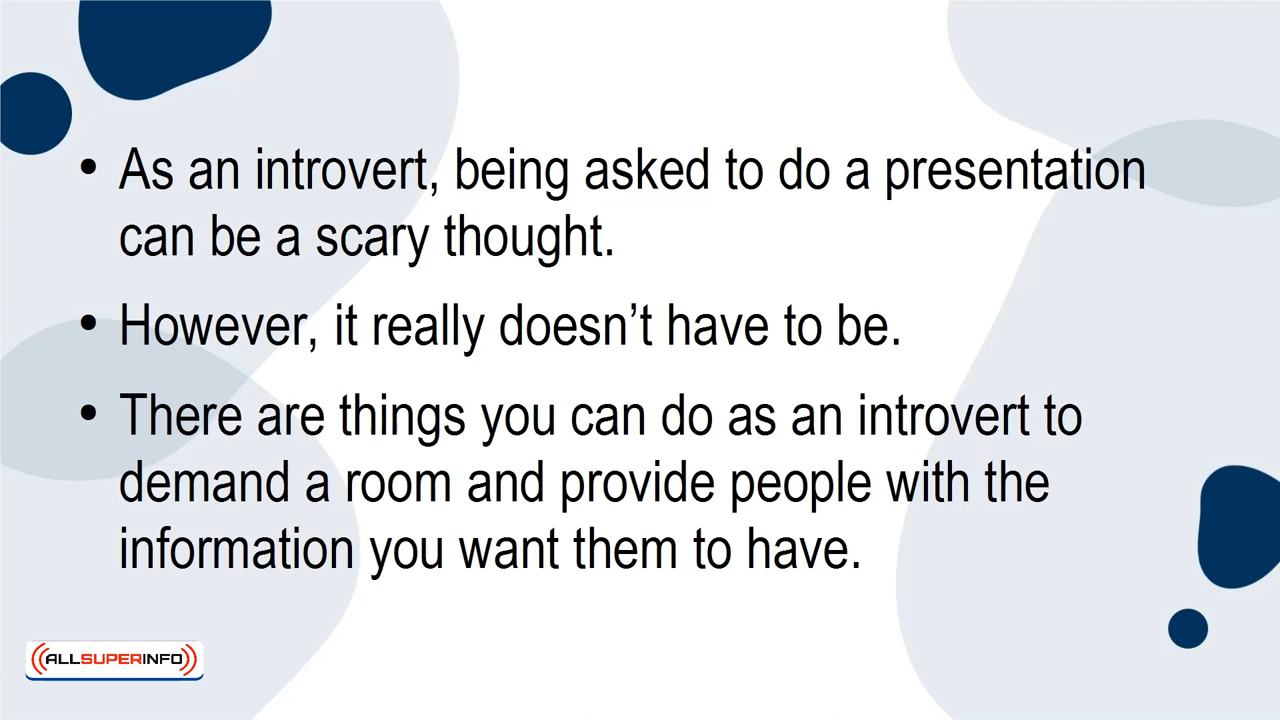 • As an introvert, being asked to do a presentation
can be a scary thought.
• However, it really doesn’t have to be.
• There are things you can do as an introvert to
demand a room and provide people with the
information you want them to have.
ALLSUPERINFO